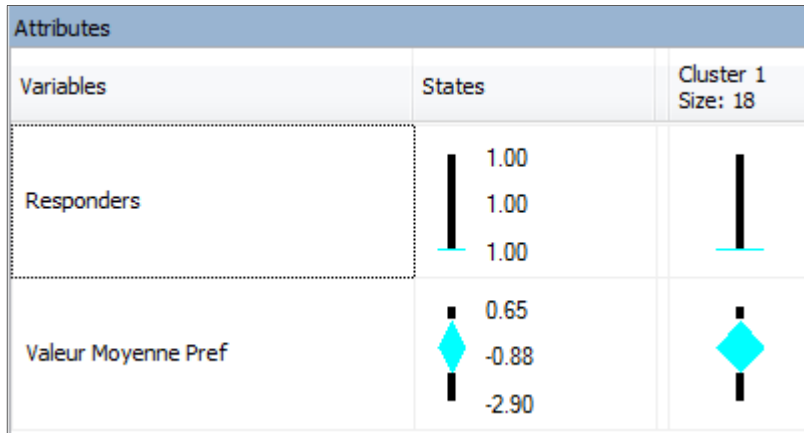 Attributes
Variables States Cluster 1
Size: 18
Responders
1.00
1.00
1.00
Valeur Moyenne Pref
0.65
-0.88
-2.90